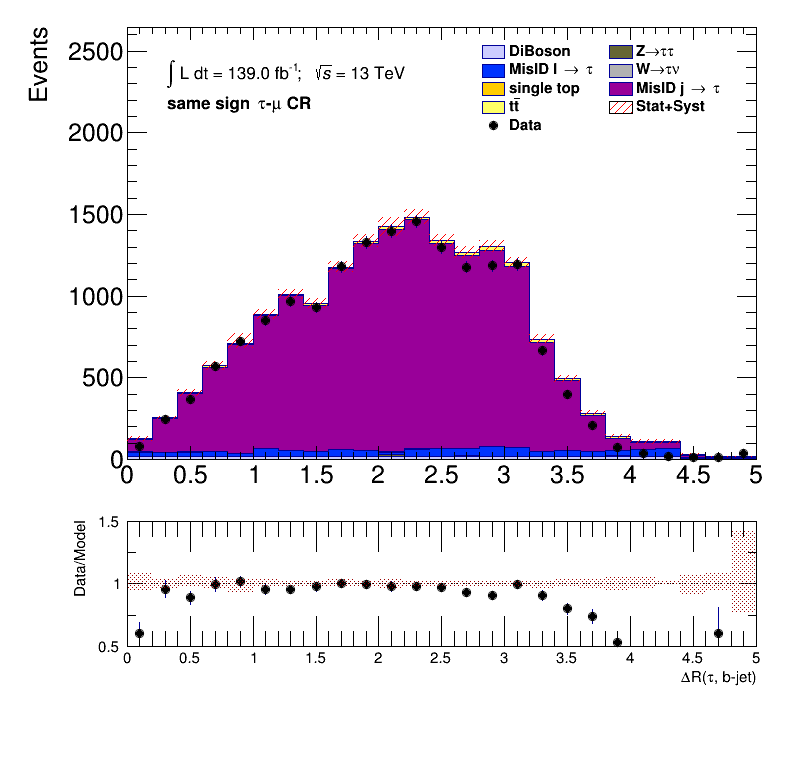 Events
2500
2000
1500
1000
500
0
∫ L dt = 139.0 fb⁻¹; √s = 13 TeV
same sign τ-μ CR
DiBoson
MisID l → τ
single top
tt̄
Data
Z→ττ
W→τν
MisID j → τ
Stat+Syst
0 0.5 1 1.5 2 2.5 3 3.5 4 4.5 5
Data/Model
1.5
1
0.5
0 0.5 1 1.5 2 2.5 3 3.5 4 4.5 5
ΔR(τ, b-jet)